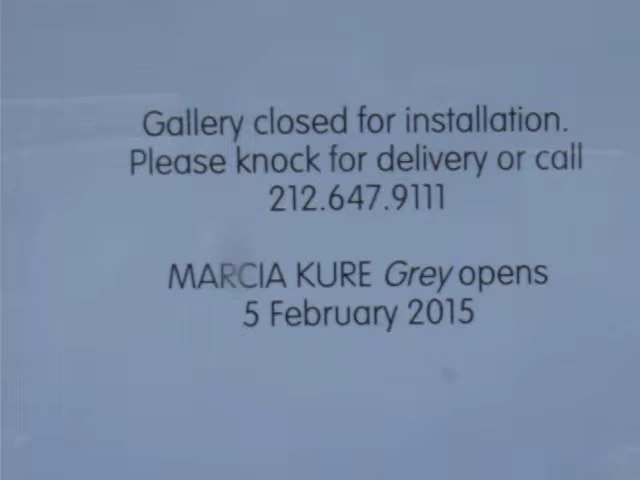 Gallery closed for installation.
Please knock for delivery or call
212.647.9111
MARCIA KURE Grey opens
5 February 2015